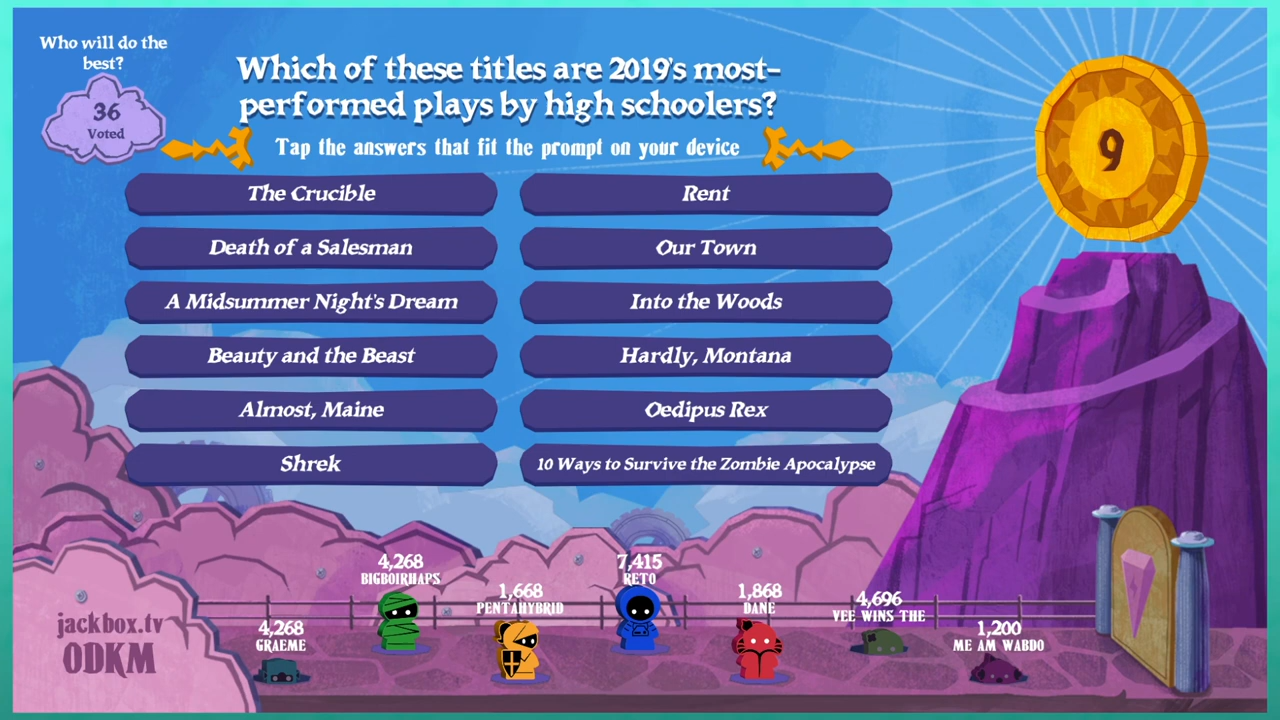 Who will do the
best?
36
Voted
Which of these titles are 2019's most-
performed plays by high schoolers?
Tap the answers that fit the prompt on your device
9
The Crucible
Rent
Death of a Salesman
Our Town
A Midsummer Night's Dream
Into the Woods
Beauty and the Beast
Hardly, Montana
Almost, Maine
Oedipus Rex
Shrek
10 Ways to Survive the Zombie Apocalypse
4,268
BIGBOIRHAPS
7,415
RETO
1,668
PENTAHYBRID
1,868
DANE
4,696
VEE WINS THE
4,268
GRAEME
1,200
ME AM WABDO
jackbox.tv
ODKM